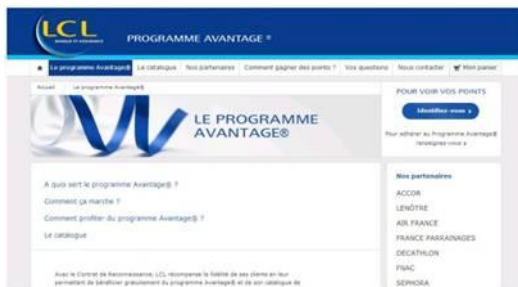 LCL
BANQUE ET ASSURANCE
PROGRAMME AVANTAGE ®
Le programme Avantage®
Le catalogue
Nos partenaires
Comment gagner des points ?
Vos questions
Nous contacter
Mon panier
Accueil
Le programme Avantage®
LE PROGRAMME
AVANTAGE®
POUR VOIR VOS POINTS
Identifiez-vous
Pour adhérer au Programme Avantage®
renseignez-vous
A quoi sert le programme Avantage® ?
Comment ça marche ?
Comment profiter du programme Avantage® ?
Le catalogue
Nos partenaires
ACCOR
LENÔTRE
AIR FRANCE
FRANCE PARRAINAGES
DECATHLON
FNAC
SEPHORA
Avec le Contrat de Reconnaissance, LCL récompense la fidélité de ses clients en leur
permettant de bénéficier gratuitement du programme Avantage® et de son catalogue de